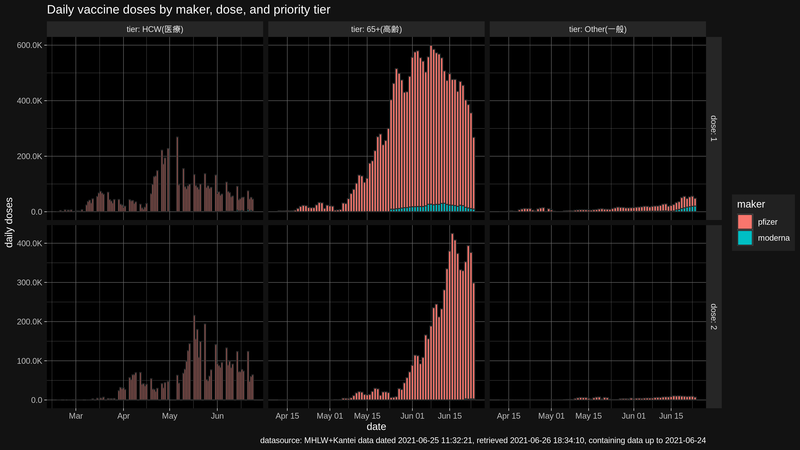 Daily vaccine doses by maker, dose, and priority tier
tier: HCW(医療)
tier: 65+(高齢)
tier: Other(一般)
600.0K
400.0K
200.0K
0.0
dose: 1
400.0K
300.0K
200.0K
100.0K
0.0
dose: 2
daily doses
Mar Apr May Jun
Apr 15 May 01 May 15 Jun 01 Jun 15
Apr 15 May 01 May 15 Jun 01 Jun 15
date
maker
pfizer
moderna
datasource: MHLW+Kantei data dated 2021-06-25 11:32:21, retrieved 2021-06-26 18:34:10, containing data up to 2021-06-24